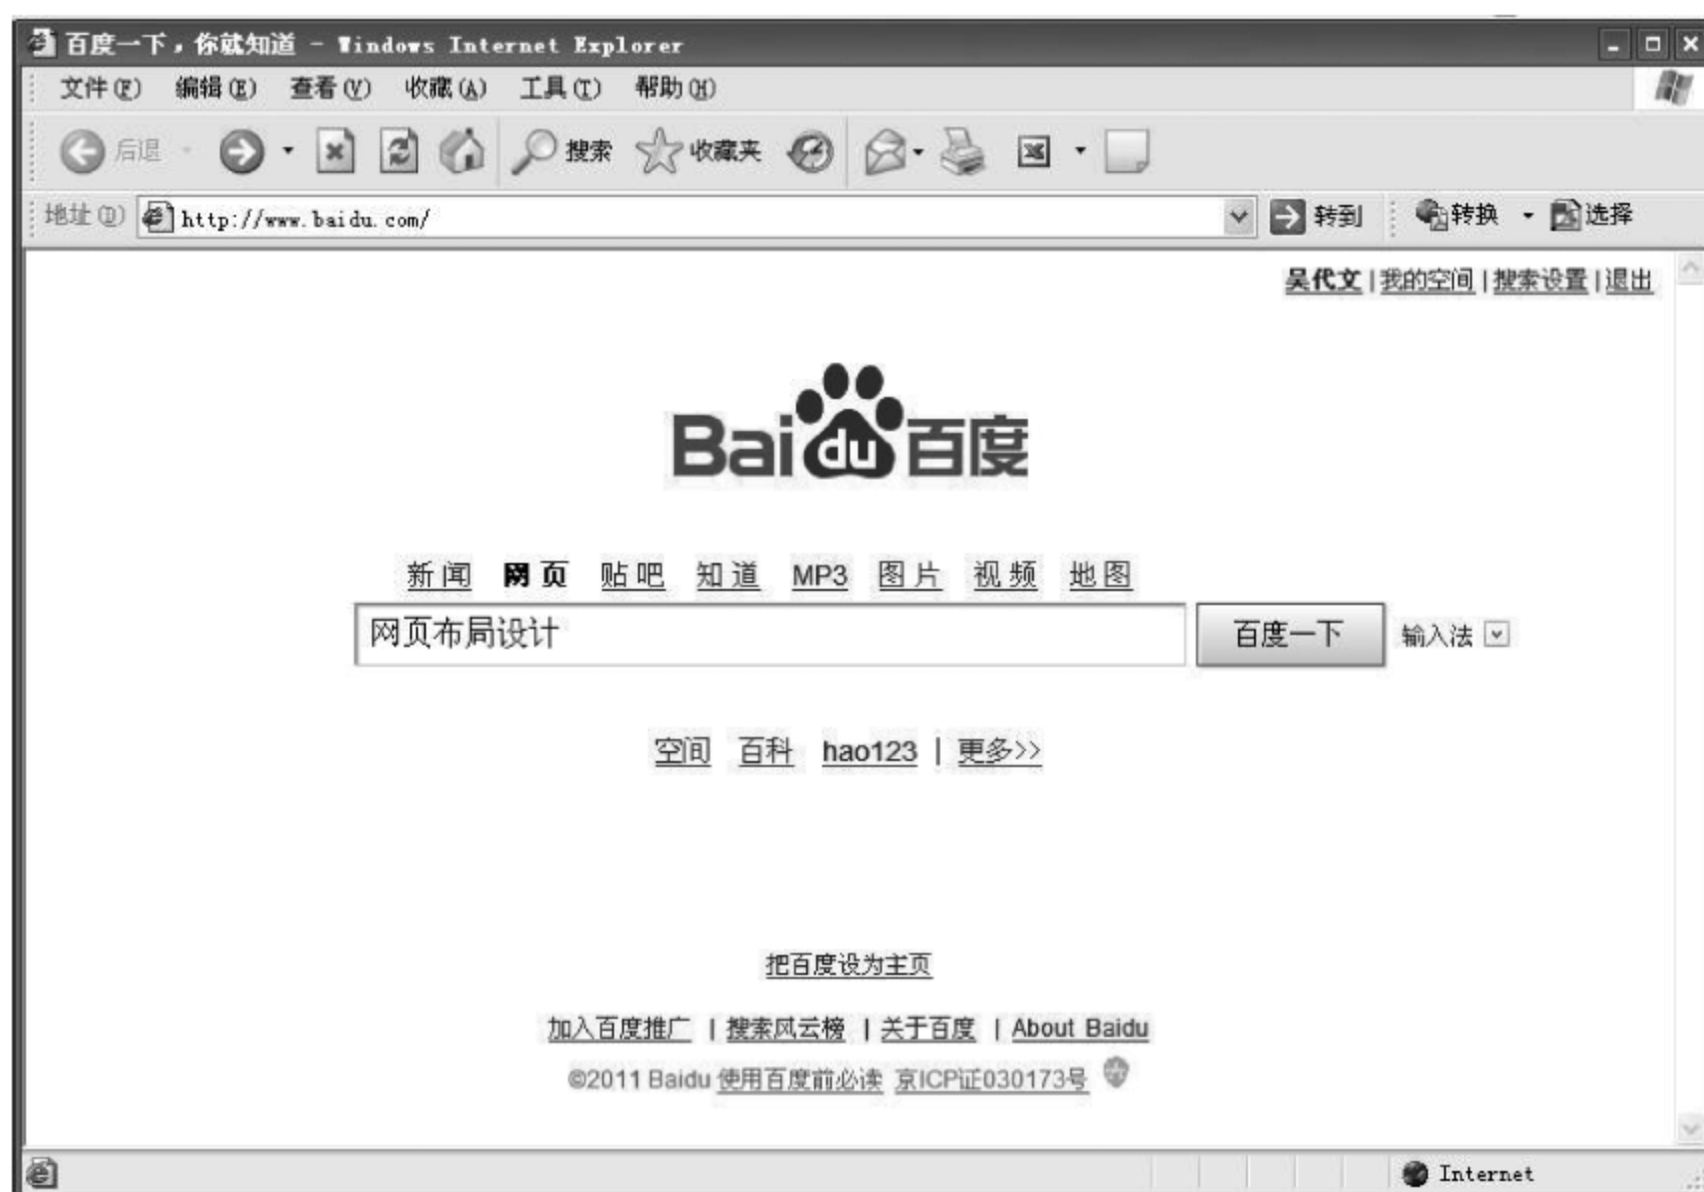 百度一下，你就知道 - Windows Internet Explorer
文件(F) 编辑(E) 查看(V) 收藏(A) 工具(T) 帮助(H)
后退 搜索 收藏夹
地址(D) http://www.baidu.com/ 转到 转换 选择
吴代文 | 我的空间 | 搜索设置 | 退出
Bai du 百度
新闻 网页 贴吧 知道 MP3 图片 视频 地图
网页布局设计 百度一下 输入法
空间 百科 hao123 | 更多>>
把百度设为主页
加入百度推广 | 搜索风云榜 | 关于百度 | About Baidu
©2011 Baidu 使用百度前必读 京ICP证030173号
Internet